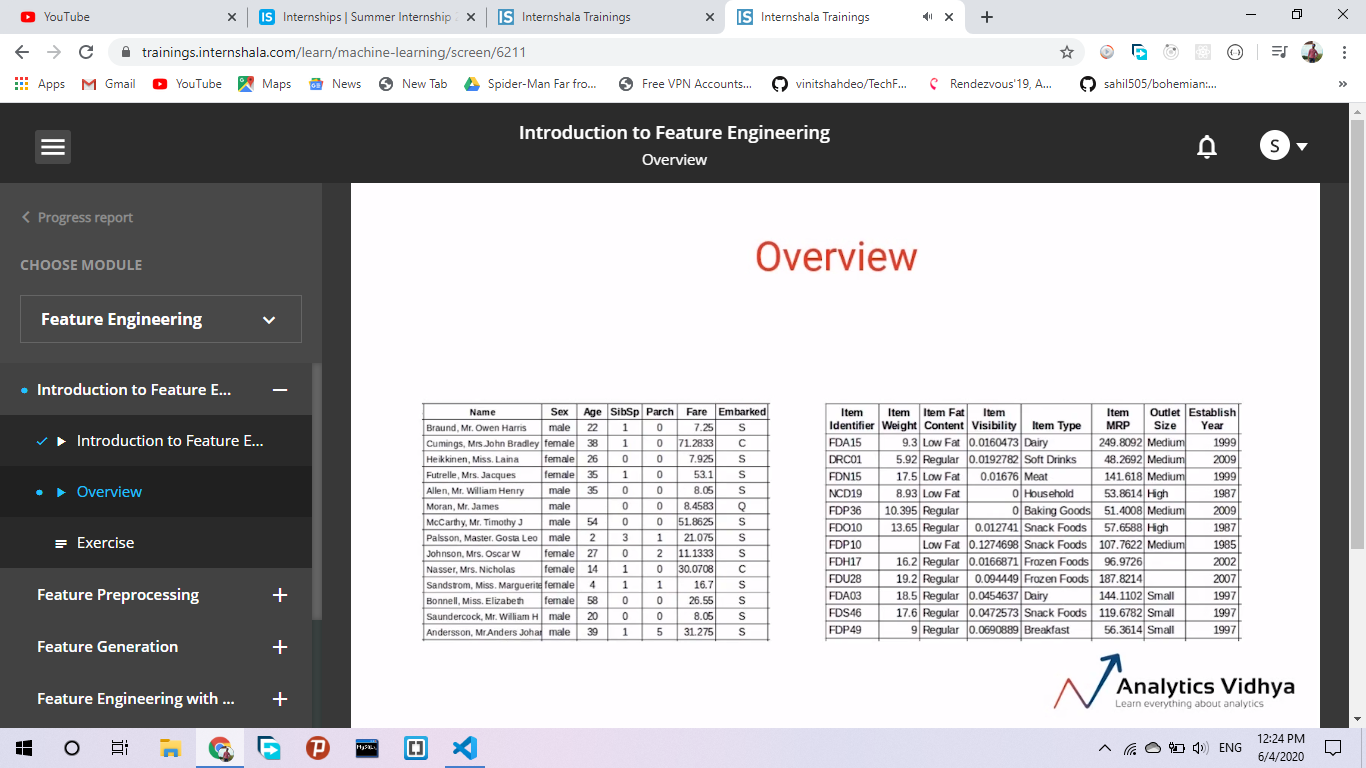 YouTube
Internships | Summer Internship
Internshala Trainings
Internshala Trainings
trainings.internshala.com/learn/machine-learning/screen/6211
Apps Gmail YouTube Maps News New Tab Spider-Man Far fro... Free VPN Accounts... vinitshahdeo/TechF... Rendezvous'19, A... sahil505/bohemian:... »
Introduction to Feature Engineering
Overview
S
Progress report
CHOOSE MODULE
Feature Engineering
Introduction to Feature E...
Introduction to Feature E...
Overview
Exercise
Feature Preprocessing
Feature Generation
Feature Engineering with ...
Overview
Name Sex Age SibSp Parch Fare Embarked
Braund, Mr. Owen Harris male 22 1 0 7.25 S
Cumings, Mrs.John Bradley female 38 1 0 71.2833 C
Heikkinen, Miss. Laina female 26 0 0 7.925 S
Futrelle, Mrs. Jacques female 35 1 0 53.1 S
Allen, Mr. William Henry male 35 0 0 8.05 S
Moran, Mr. James male 0 0 8.4583 Q
McCarthy, Mr. Timothy J male 54 0 0 51.8625 S
Palsson, Master. Gosta Leo male 2 3 1 21.075 S
Johnson, Mrs. Oscar W female 27 0 2 11.1333 S
Nasser, Mrs. Nicholas female 14 1 0 30.0708 C
Sandstrom, Miss. Marguerite female 4 1 1 16.7 S
Bonnell, Miss. Elizabeth female 58 0 0 26.55 S
Saundercock, Mr. William H male 20 0 0 8.05 S
Andersson, Mr.Anders Johan male 39 1 5 31.275 S
Item Item Item Fat Item Item Outlet Establish
Identifier Weight Content Visibility Item Type MRP Size Year
FDA15 9.3 Low Fat 0.0160473 Dairy 249.8092 Medium 1999
DRC01 5.92 Regular 0.0192782 Soft Drinks 48.2692 Medium 2009
FDN15 17.5 Low Fat 0.01676 Meat 141.618 Medium 1999
NCD19 8.93 Low Fat 0 Household 53.8614 High 1987
FDP36 10.395 Regular 0 Baking Goods 51.4008 Medium 2009
FDO10 13.65 Regular 0.012741 Snack Foods 57.6588 High 1987
FDP10 Low Fat 0.1274698 Snack Foods 107.7622 Medium 1985
FDH17 16.2 Regular 0.0166871 Frozen Foods 96.9726 2002
FDU28 19.2 Regular 0.094449 Frozen Foods 187.8214 2007
FDA03 18.5 Regular 0.0454637 Dairy 144.1102 Small 1997
FDS46 17.6 Regular 0.0472573 Snack Foods 119.6782 Small 1997
FDP49 9 Regular 0.0690889 Breakfast 56.3614 Small 1997
Analytics Vidhya
Learn everything about analytics
ENG
12:24 PM
6/4/2020